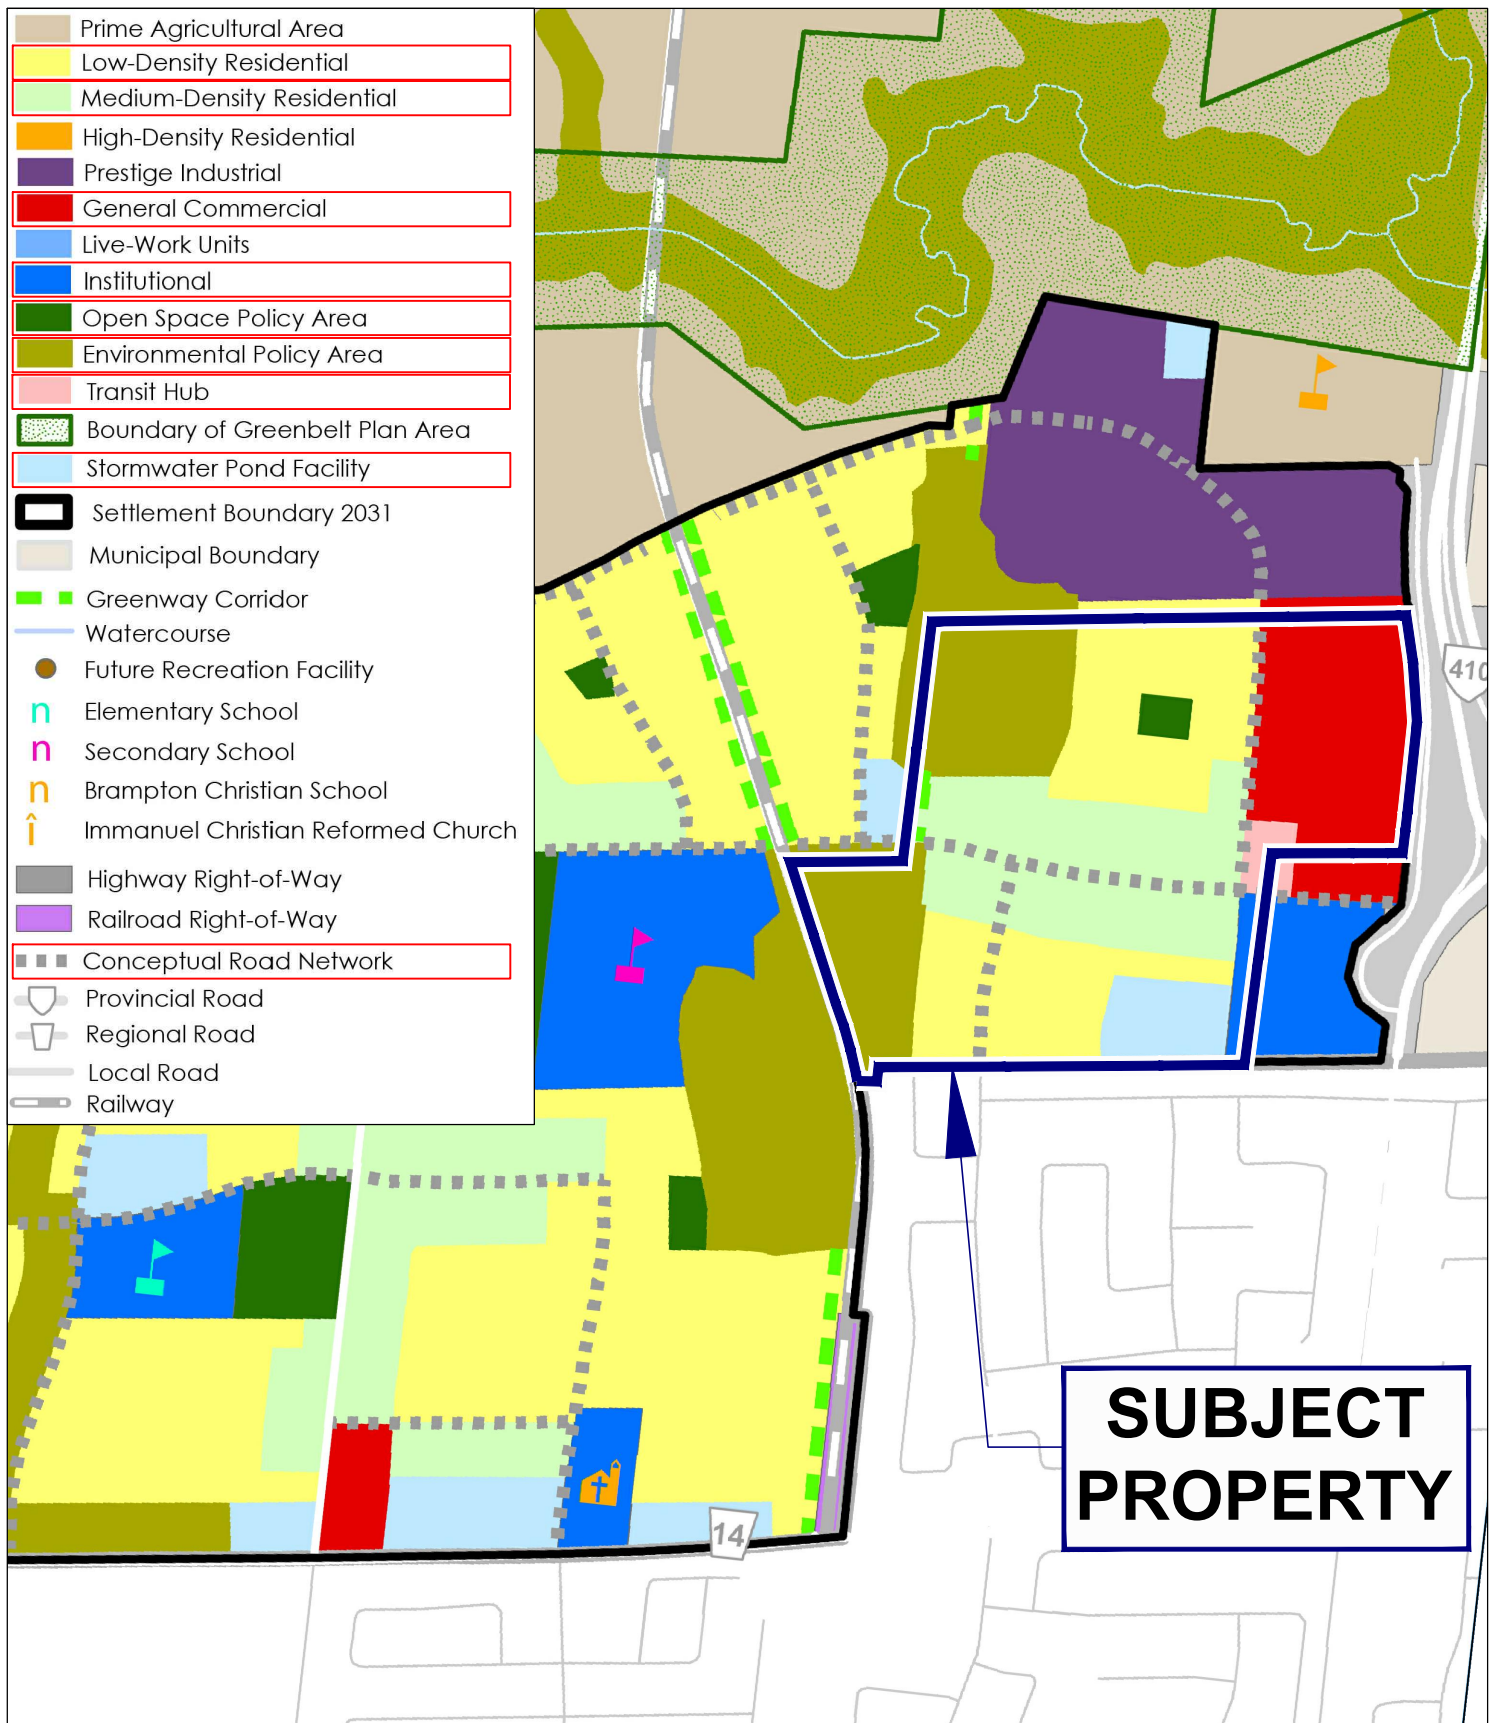 Prime Agricultural Area
Low-Density Residential
Medium-Density Residential
High-Density Residential
Prestige Industrial
General Commercial
Live-Work Units
Institutional
Open Space Policy Area
Environmental Policy Area
Transit Hub
Boundary of Greenbelt Plan Area
Stormwater Pond Facility
Settlement Boundary 2031
Municipal Boundary
Greenway Corridor
Watercourse
Future Recreation Facility
n Elementary School
n Secondary School
n Brampton Christian School
î Immanuel Christian Reformed Church
Highway Right-of-Way
Railroad Right-of-Way
Conceptual Road Network
Provincial Road
Regional Road
Local Road
Railway
410
14
SUBJECT
PROPERTY